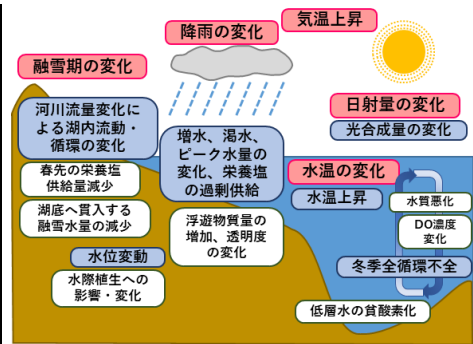 気温上昇
降雨の変化
融雪期の変化
日射量の変化
光合成量の変化
河川流量変化に
よる湖内流動・
循環の変化
増水、渇水、
ピーク水量の
変化、栄養塩
の過剰供給
春先の栄養塩
供給量減少
水温の変化
水温上昇
水質悪化
湖底へ貫入する
融雪水量の減少
浮遊物質量の
増加、透明度
の変化
DO濃度
変化
水位変動
冬季全循環不全
水際植生への
影響・変化
低層水の貧酸素化